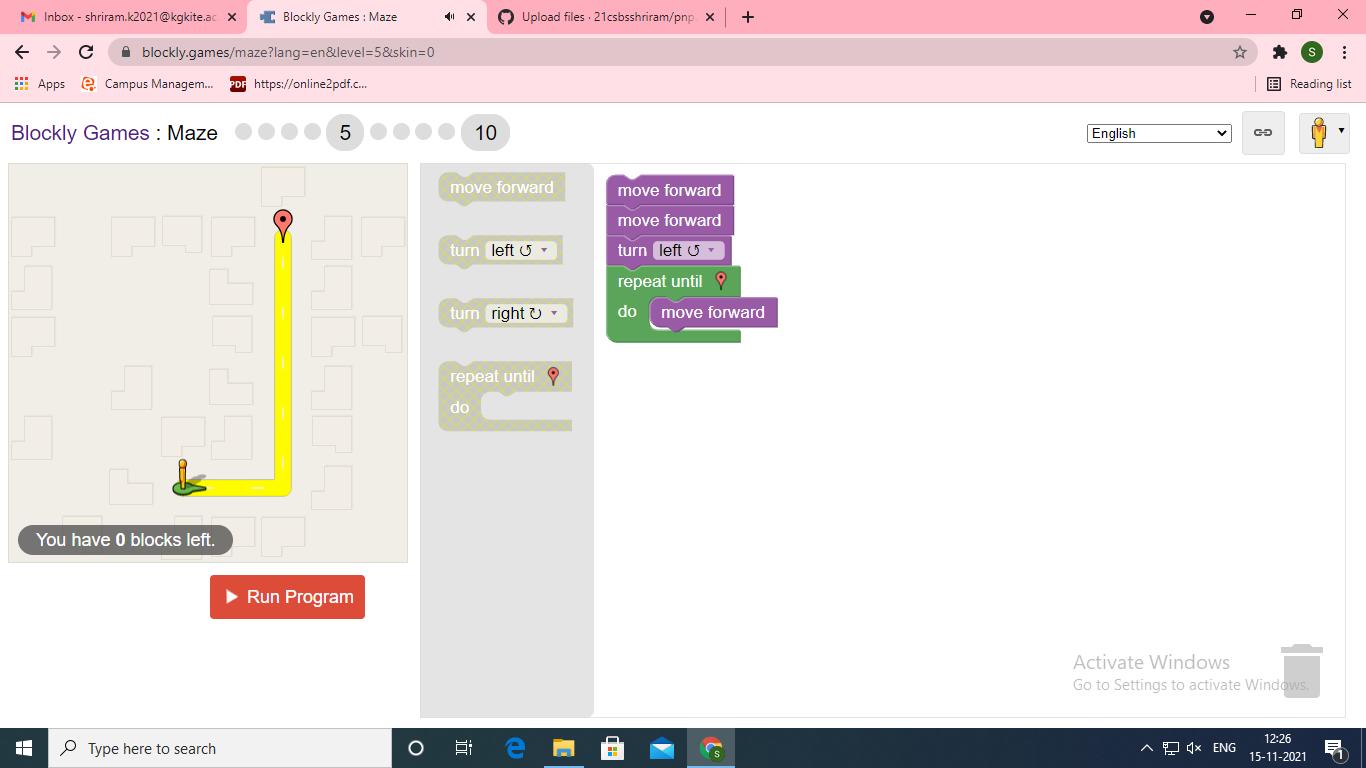 Inbox - shriram.k2021@kgkite.ac.
Blockly Games : Maze
Upload files · 21csbsshriram/pnp
blockly.games/maze?lang=en&level=5&skin=0
S
Apps
Campus Managem...
PDF
https://online2pdf.c...
Reading list
Blockly Games : Maze
5
10
English
move forward
turn left ↺
turn right ↻
repeat until
do
move forward
move forward
turn left ↺
repeat until
do move forward
You have 0 blocks left.
Run Program
Activate Windows
Go to Settings to activate Windows.
Type here to search
S
ENG
12:26
15-11-2021
1